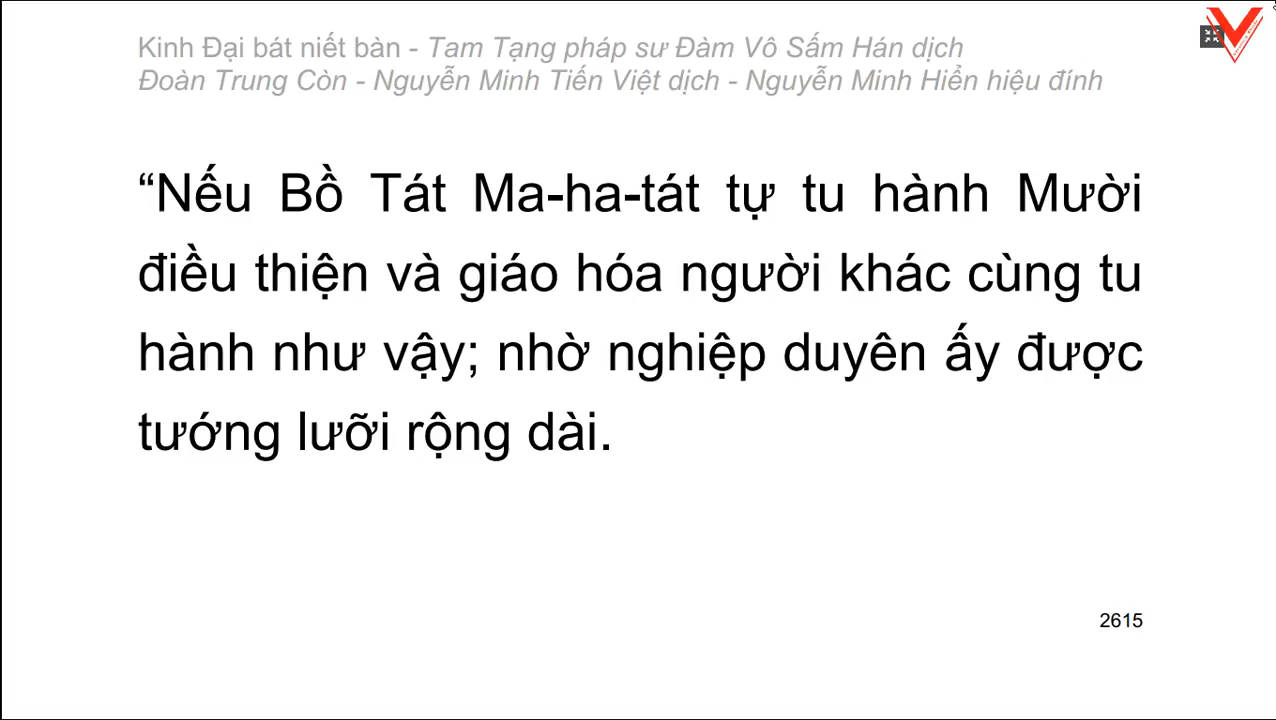 Kinh Đại bát niết bàn - Tam Tạng pháp sư Đàm Vô Sấm Hán dịch
Đoàn Trung Còn - Nguyễn Minh Tiến Việt dịch - Nguyễn Minh Hiển hiệu đính
“Nếu Bồ Tát Ma-ha-tát tự tu hành Mười
điều thiện và giáo hóa người khác cùng tu
hành như vậy; nhờ nghiệp duyên ấy được
tướng lưỡi rộng dài.
2615